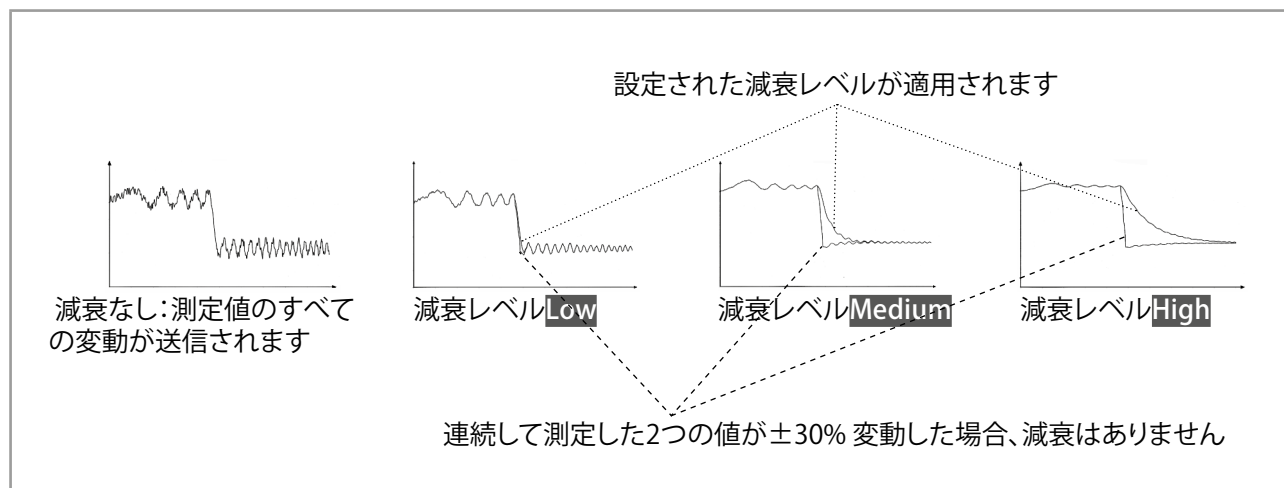 設定された減衰レベルが適用されます
減衰なし：測定値のすべて
の変動が送信されます
減衰レベルLow
減衰レベルMedium
減衰レベルHigh
連続して測定した2つの値が±30% 変動した場合、減衰はありません